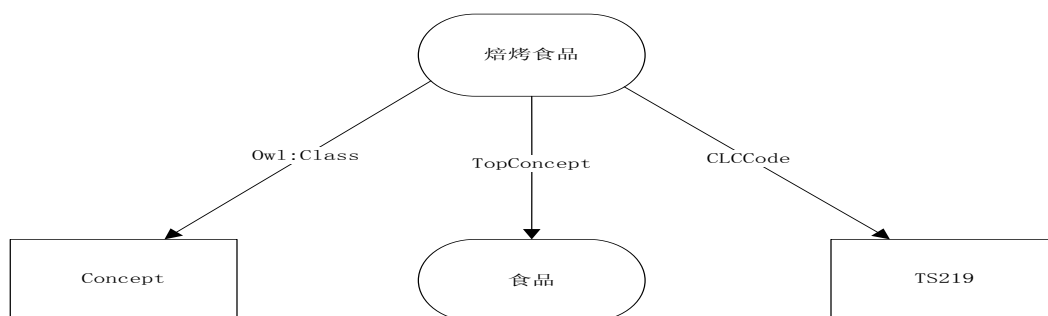 焙烤食品
Owl:Class
TopConcept
CLCCode
Concept
食品
TS219